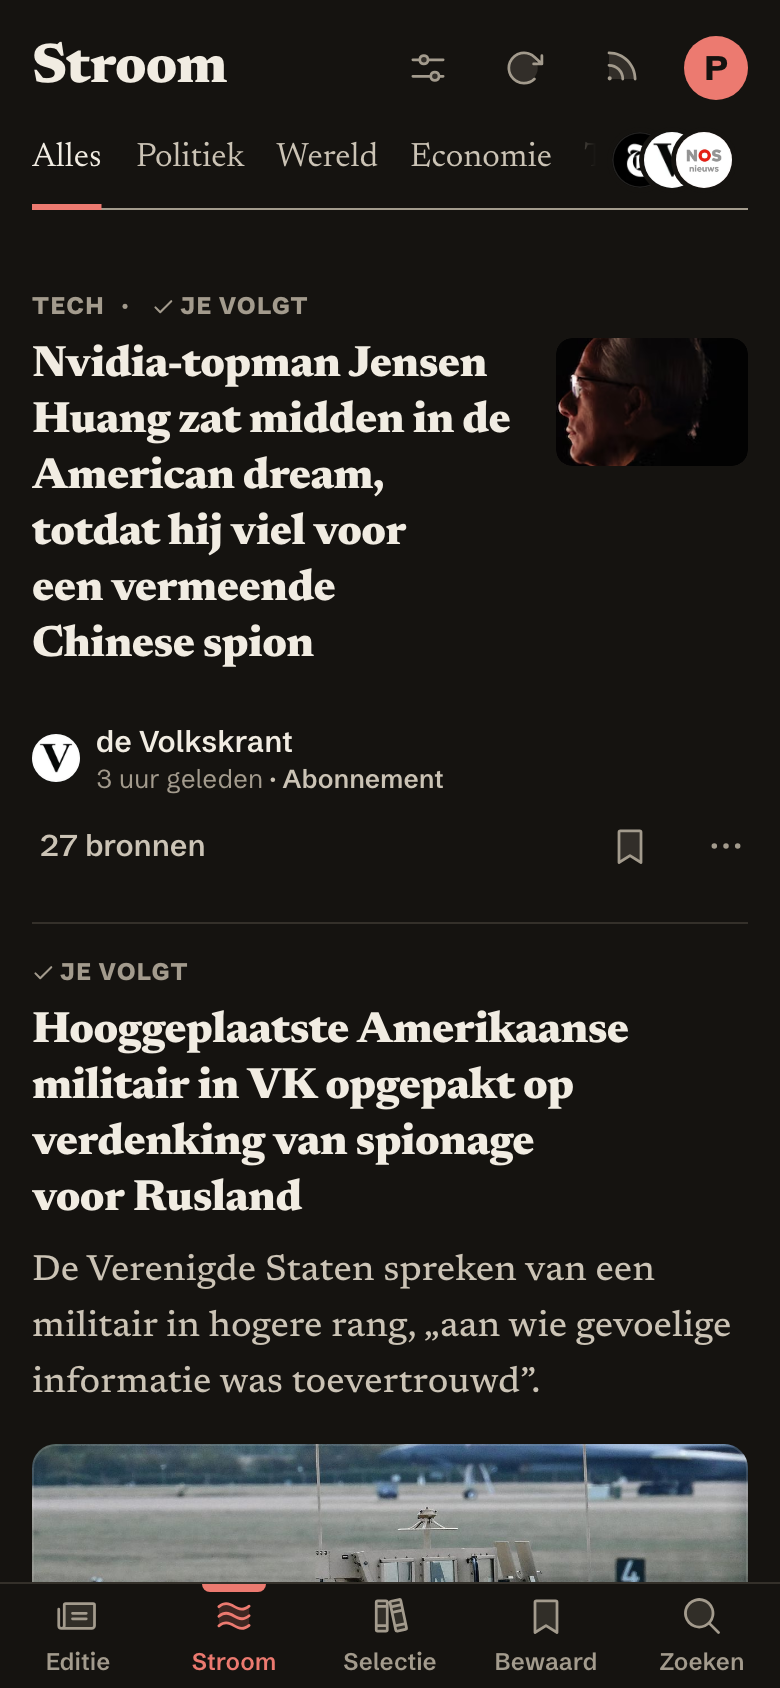 Stroom
P
Alles Politiek Wereld Economie
V NOS
nieuws
TECH · JE VOLGT
Nvidia-topman Jensen
Huang zat midden in de
American dream,
totdat hij viel voor
een vermeende
Chinese spion
V de Volkskrant
3 uur geleden · Abonnement
27 bronnen
JE VOLGT
Hooggeplaatste Amerikaanse
militair in VK opgepakt op
verdenking van spionage
voor Rusland
De Verenigde Staten spreken van een
militair in hogere rang, „aan wie gevoelige
informatie was toevertrouwd”.
4
Editie Stroom Selectie Bewaard Zoeken